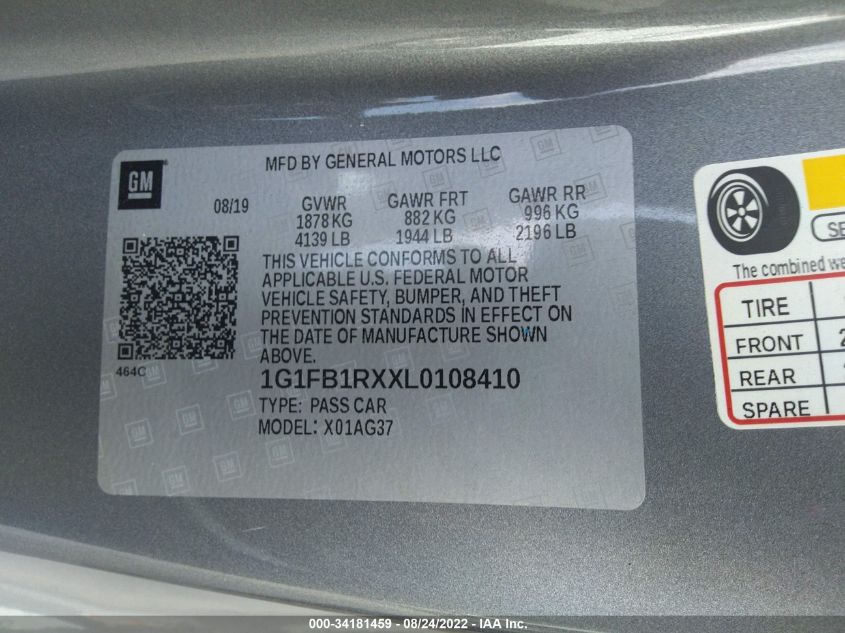 GM
MFD BY GENERAL MOTORS LLC
08/19
GVWR
1878 KG
4139 LB
GAWR FRT
882 KG
1944 LB
GAWR RR
996 KG
2196 LB
THIS VEHICLE CONFORMS TO ALL
APPLICABLE U.S. FEDERAL MOTOR
VEHICLE SAFETY, BUMPER, AND THEFT
PREVENTION STANDARDS IN EFFECT ON
THE DATE OF MANUFACTURE SHOWN
ABOVE.
464C
1G1FB1RXXL0108410
TYPE: PASS CAR
MODEL: X01AG37
SE
The combined we
TIRE
FRONT 2
REAR
SPARE
000-34181459 - 08/24/2022 - IAA, Inc.